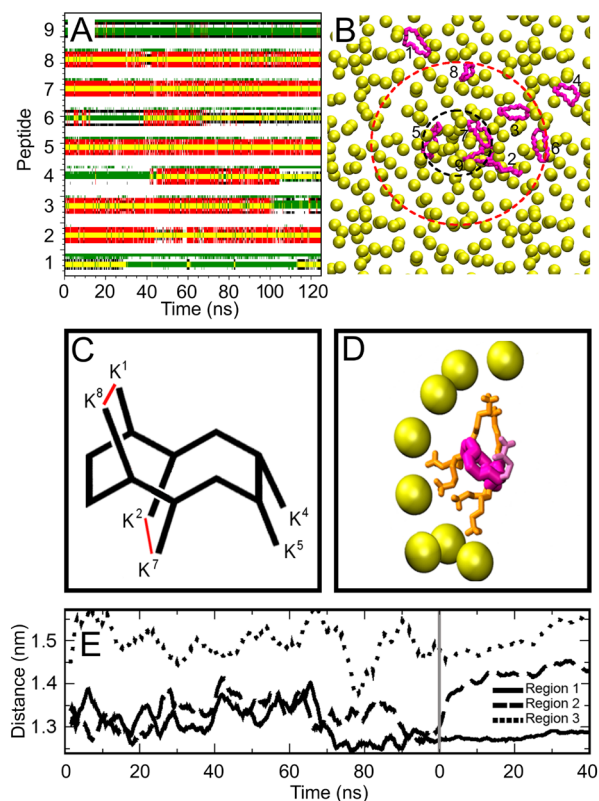 A
Peptide
9
8
7
6
5
4
3
2
1
0 20 40 60 80 100 120
Time (ns)
B
1
8
4
3
5
7
6
9
2
C
K1
K8
K2
K7
K4
K5
D
E
Distance (nm)
1.5
1.4
1.3
Region 1
Region 2
Region 3
0 20 40 60 80 0 20 40
Time (ns)